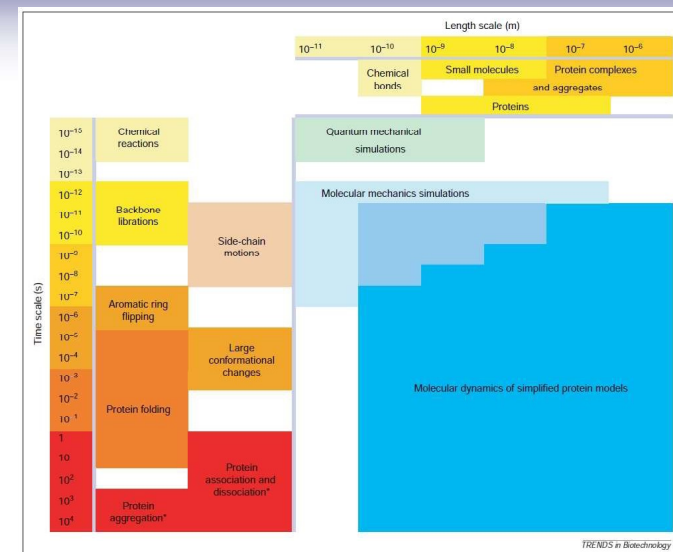 Length scale (m)
10⁻¹¹ 10⁻¹⁰ 10⁻⁹ 10⁻⁸ 10⁻⁷ 10⁻⁶
Chemical
bonds
Small molecules
Protein complexes
and aggregates
Proteins
Time scale (s)
10⁻¹⁵
10⁻¹⁴
10⁻¹³
10⁻¹²
10⁻¹¹
10⁻¹⁰
10⁻⁹
10⁻⁸
10⁻⁷
10⁻⁶
10⁻⁵
10⁻⁴
10⁻³
10⁻²
10⁻¹
1
10
10²
10³
10⁴
Chemical
reactions
Backbone
librations
Side-chain
motions
Aromatic ring
flipping
Large
conformational
changes
Protein folding
Protein
association and
dissociation*
Protein
aggregation*
Quantum mechanical
simulations
Molecular mechanics simulations
Molecular dynamics of simplified protein models
TRENDS in Biotechnology